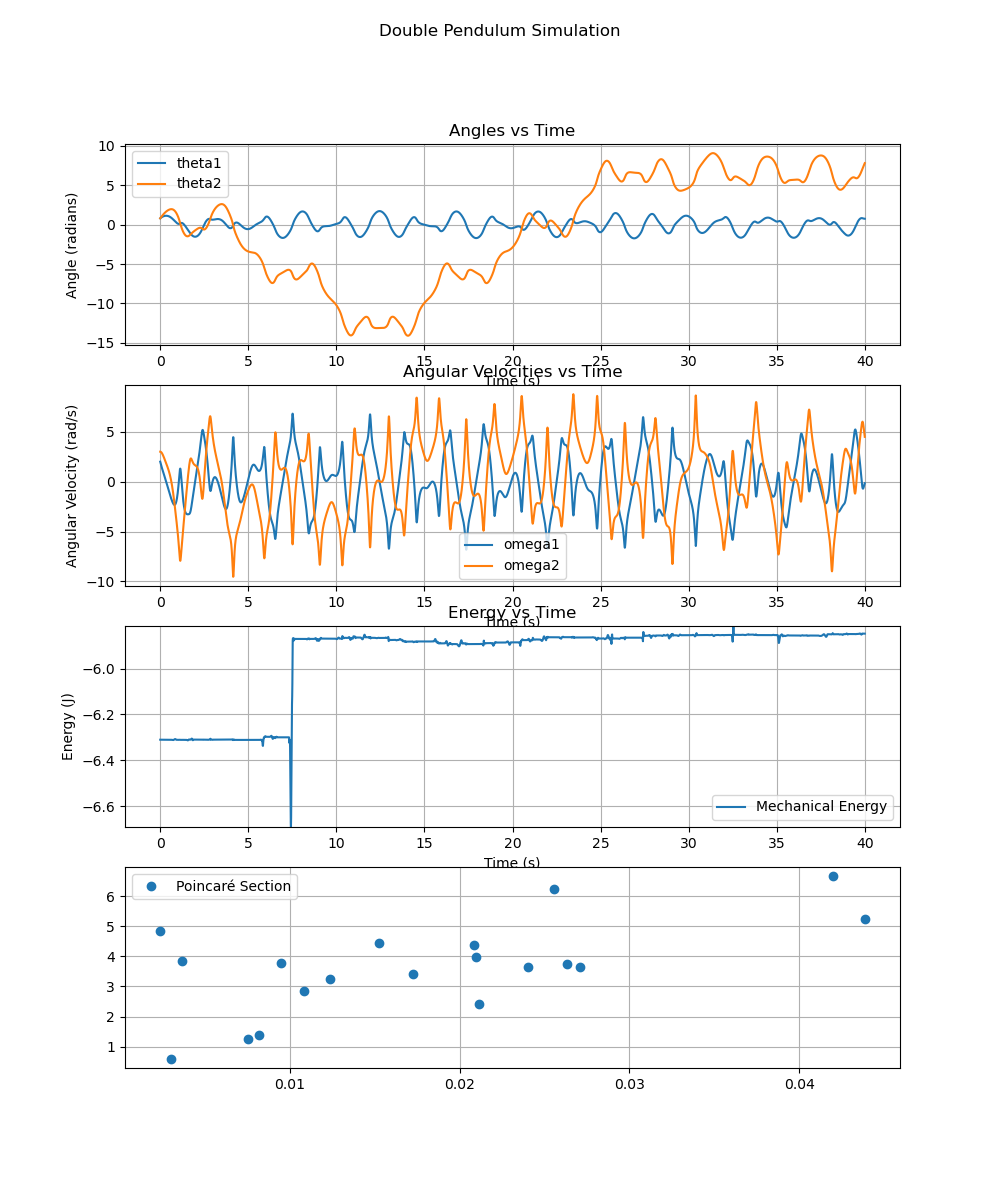 Double Pendulum Simulation
Angles vs Time
Angle (radians)
10
5
0
−5
−10
−15
theta1
theta2
0 5 10 15 20 25 30 35 40
Time (s)
Angular Velocities vs Time
Angular Velocity (rad/s)
5
0
−5
−10
omega1
omega2
0 5 10 15 20 25 30 35 40
Time (s)
Energy vs Time
Energy (J)
−6.0
−6.2
−6.4
−6.6
Mechanical Energy
0 5 10 15 20 25 30 35 40
Time (s)
Poincaré Section
6
5
4
3
2
1
0.01 0.02 0.03 0.04